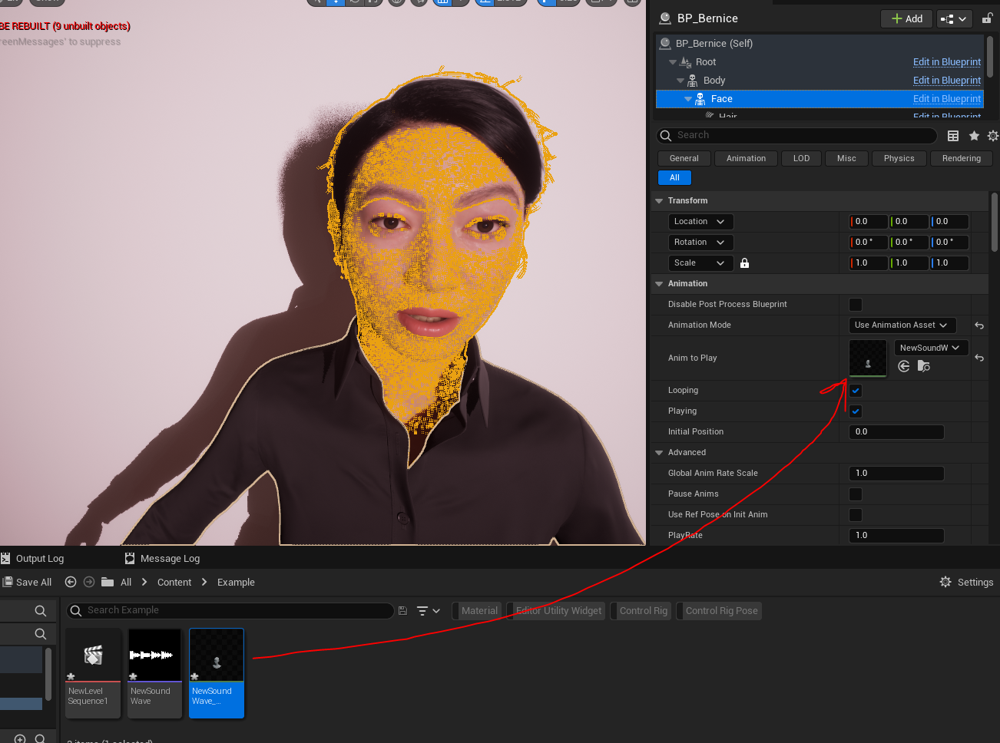 Show
BE REBUILT (9 unbuilt objects)
reenMessages' to suppress
BP_Bernice
Add
BP_Bernice (Self)
Root
Edit in Blueprint
Body
Edit in Blueprint
Face
Edit in Blueprint
Hair
Edit in Blueprint
Search
General
Animation
LOD
Misc
Physics
Rendering
All
Transform
Location
0.0
0.0
0.0
Rotation
0.0 °
0.0 °
0.0 °
Scale
1.0
1.0
1.0
Animation
Disable Post Process Blueprint
Animation Mode
Use Animation Asset
Anim to Play
NewSoundW
Looping
Playing
Initial Position
0.0
Advanced
Global Anim Rate Scale
1.0
Pause Anims
Use Ref Pose on Init Anim
PlayRate
1.0
Output Log
Message Log
Save All
All
Content
Example
Settings
Search Example
Material
Editor Utility Widget
Control Rig
Control Rig Pose
NewLevel
Sequence1
NewSound
Wave
NewSound
Wave_...
items (1 selected)